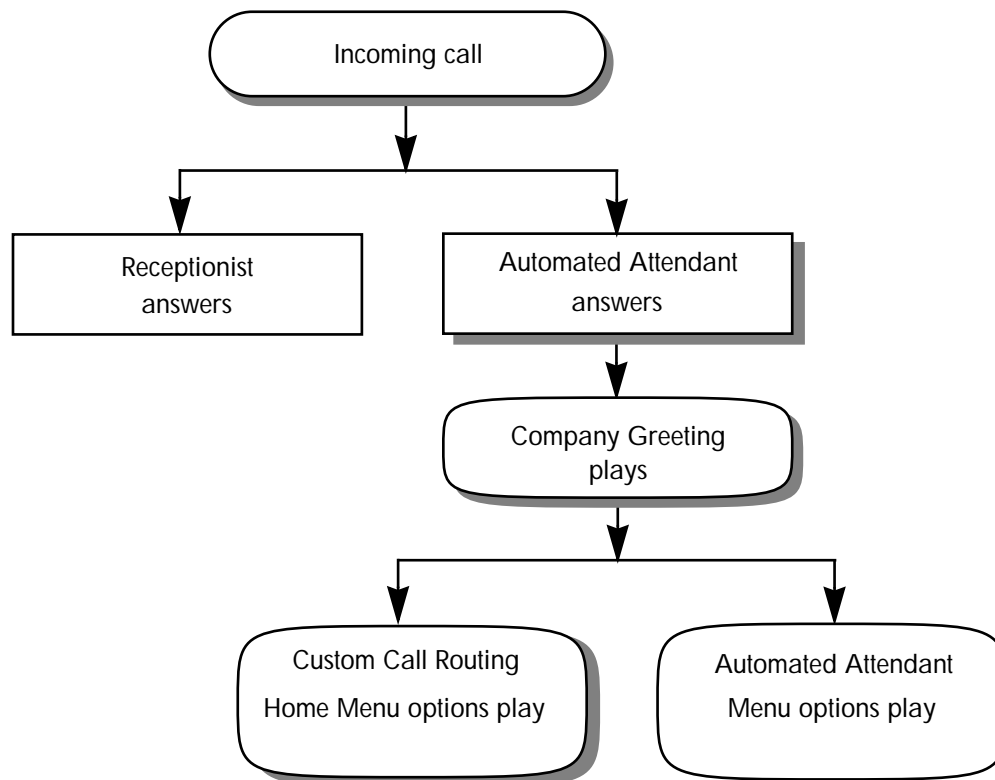 Incoming call
Receptionist
answers
Automated Attendant
answers
Company Greeting
plays
Custom Call Routing
Home Menu options play
Automated Attendant
Menu options play